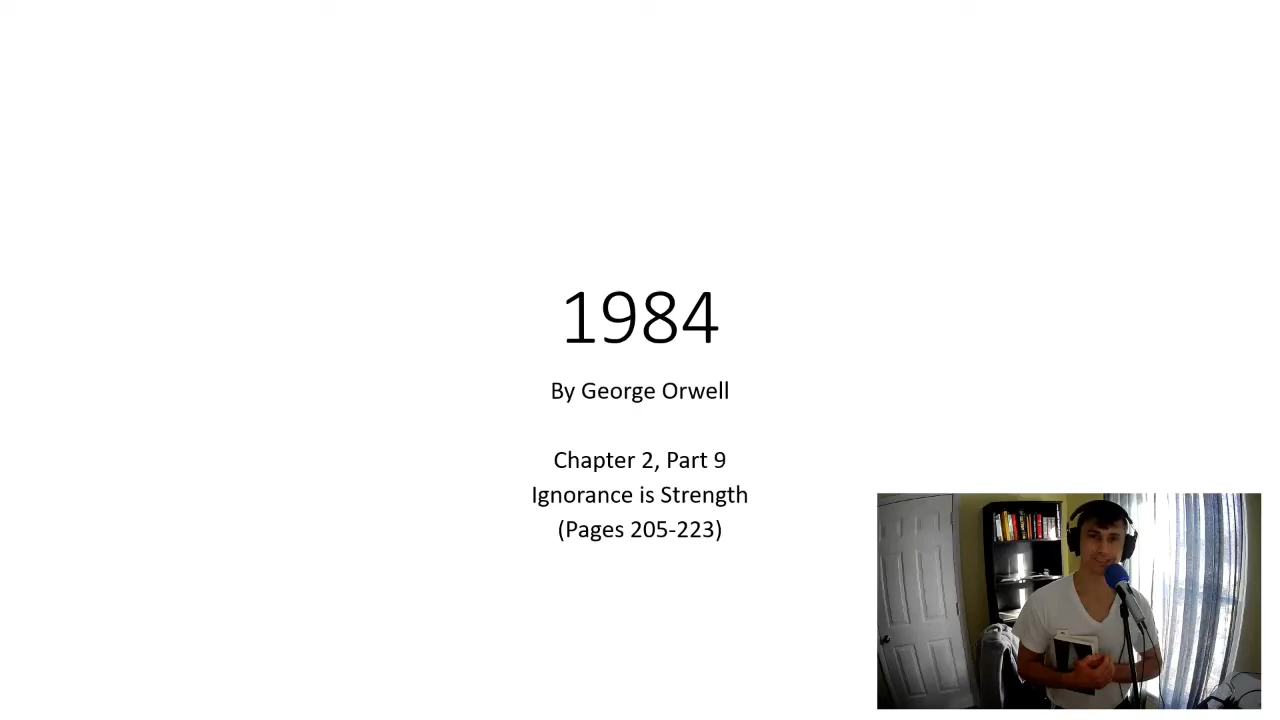 1984
By George Orwell
Chapter 2, Part 9
Ignorance is Strength
(Pages 205-223)